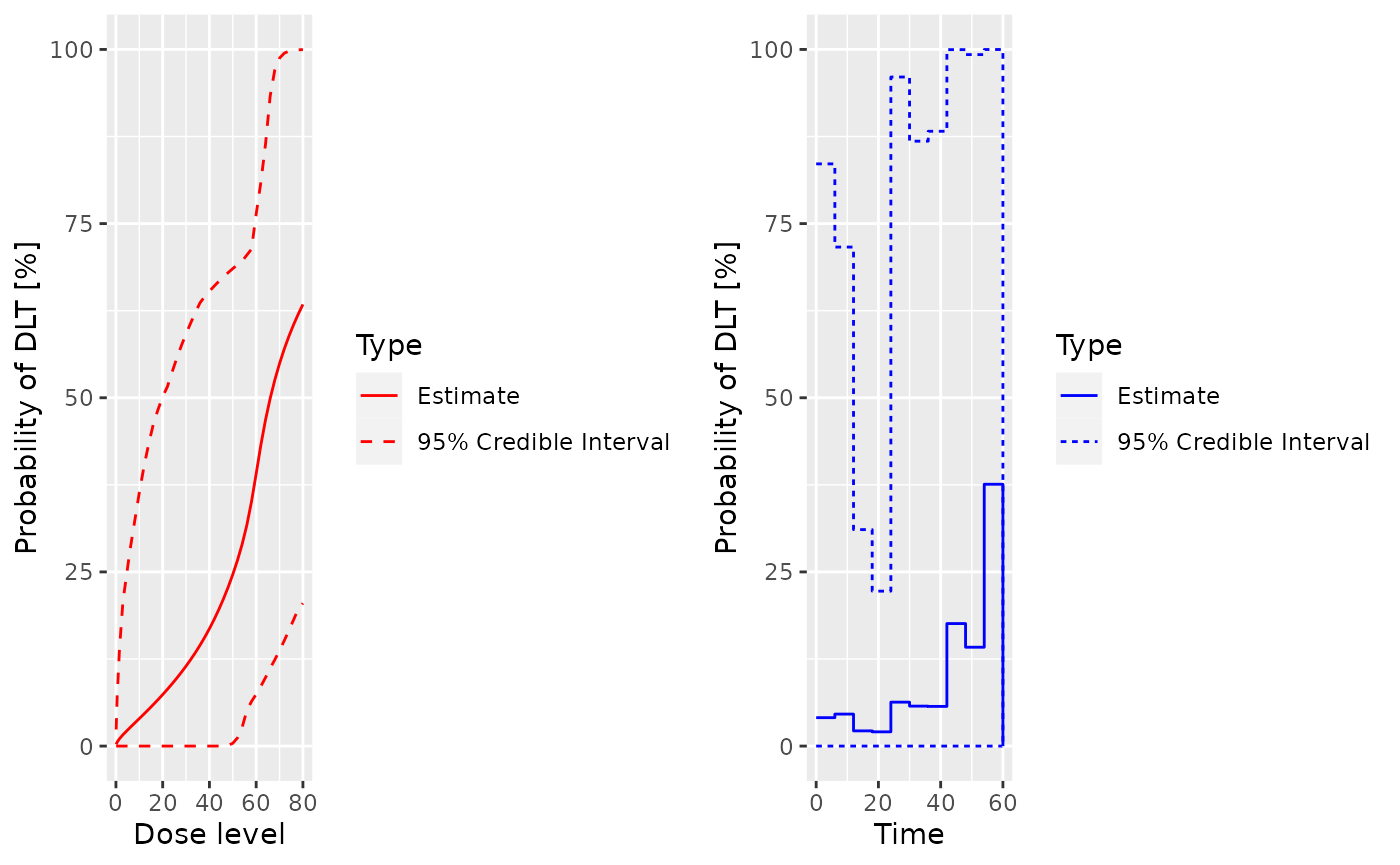 Probability of DLT [%]
100
75
50
25
0
0 20 40 60 80
Dose level
Type
Estimate
95% Credible Interval
Probability of DLT [%]
100
75
50
25
0
0 20 40 60
Time
Type
Estimate
95% Credible Interval